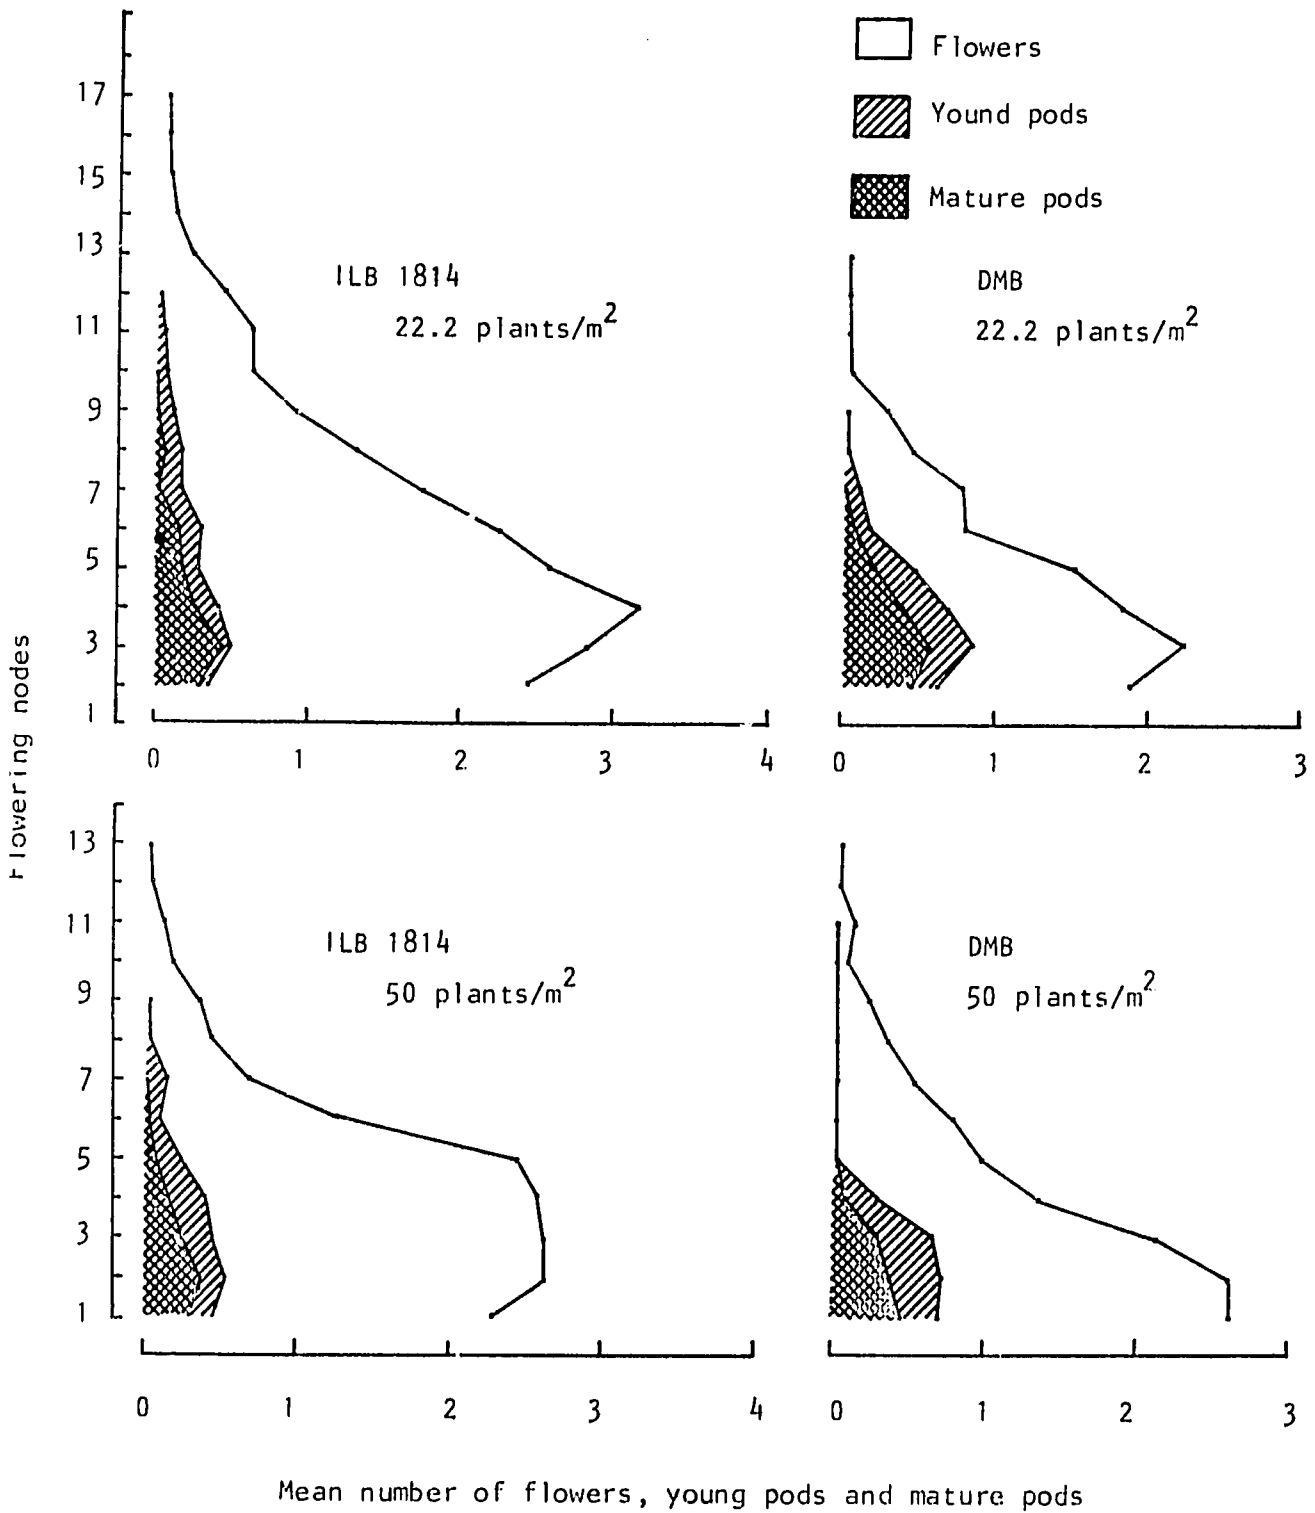 Flowers
Yound pods
Mature pods
17
15
13
11
9
7
5
3
1
ILB 1814
22.2 plants/m²
0 1 2 3 4
DMB
22.2 plants/m²
0 1 2 3
Flowering nodes
13
11
9
7
5
3
1
ILB 1814
50 plants/m²
0 1 2 3 4
DMB
50 plants/m²
0 1 2 3
Mean number of flowers, young pods and mature pods